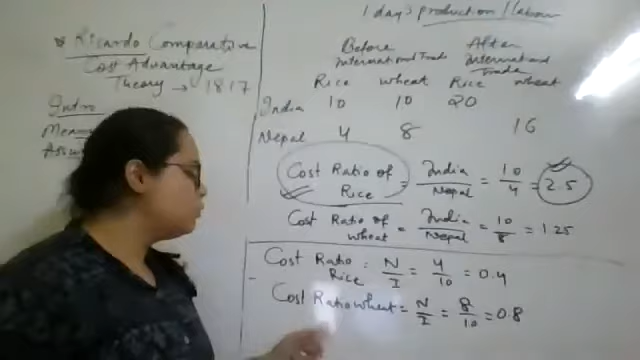 * Ricardo Comparative
Cost Advantage
Theory → 1817
Intro
1 day's production / labour
Before International Trade
After International Trade
Rice wheat Rice wheat
India 10 10 20
Nepal 4 8 16
Cost Ratio of Rice = India/Nepal = 10/4 = 2.5
Cost Ratio of wheat = India/Nepal = 10/8 = 1.25
Cost Ratio Rice = N/I = 4/10 = 0.4
Cost Ratio wheat = N/I = 8/10 = 0.8